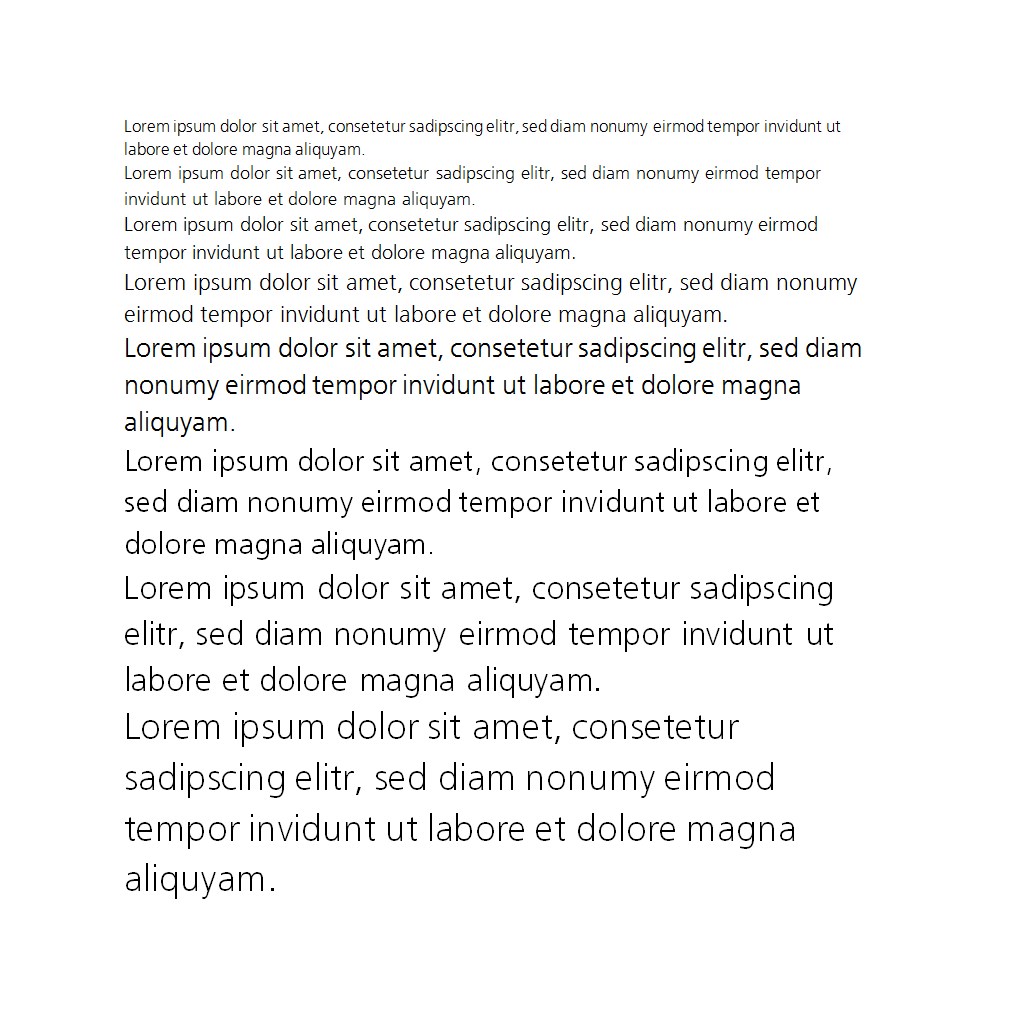 Lorem ipsum dolor sit amet, consetetur sadipscing elitr, sed diam nonumy eirmod tempor invidunt ut
labore et dolore magna aliquyam.
Lorem ipsum dolor sit amet, consetetur sadipscing elitr, sed diam nonumy eirmod tempor
invidunt ut labore et dolore magna aliquyam.
Lorem ipsum dolor sit amet, consetetur sadipscing elitr, sed diam nonumy eirmod
tempor invidunt ut labore et dolore magna aliquyam.
Lorem ipsum dolor sit amet, consetetur sadipscing elitr, sed diam nonumy
eirmod tempor invidunt ut labore et dolore magna aliquyam.
Lorem ipsum dolor sit amet, consetetur sadipscing elitr, sed diam
nonumy eirmod tempor invidunt ut labore et dolore magna
aliquyam.
Lorem ipsum dolor sit amet, consetetur sadipscing elitr,
sed diam nonumy eirmod tempor invidunt ut labore et
dolore magna aliquyam.
Lorem ipsum dolor sit amet, consetetur sadipscing
elitr, sed diam nonumy eirmod tempor invidunt ut
labore et dolore magna aliquyam.
Lorem ipsum dolor sit amet, consetetur
sadipscing elitr, sed diam nonumy eirmod
tempor invidunt ut labore et dolore magna
aliquyam.